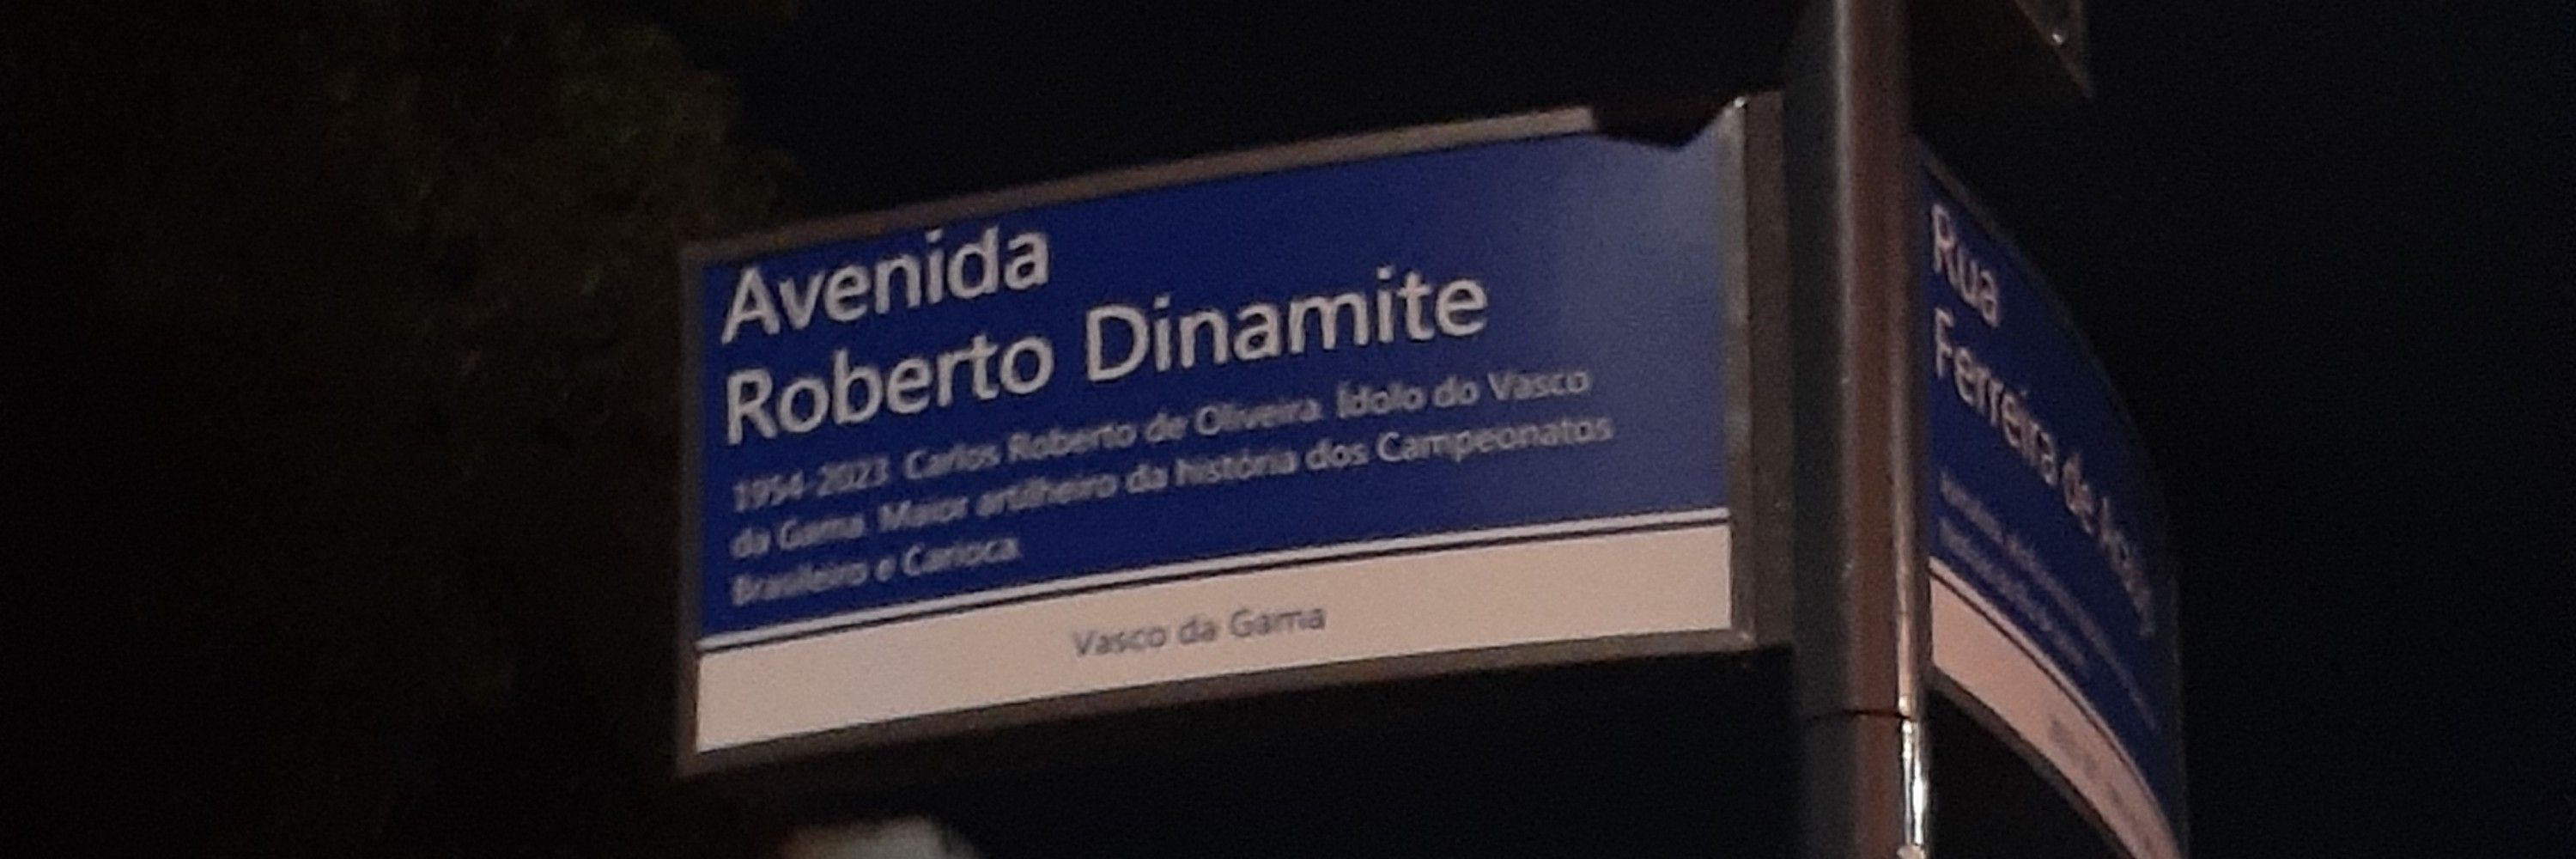 Avenida
Roberto Dinamite
1954-2023 Carlos Roberto de Oliveira. Ídolo do Vasco
da Gama. Maior artilheiro da história dos Campeonatos
Brasileiro e Carioca
Vasco da Gama
Rua
Ferreira de